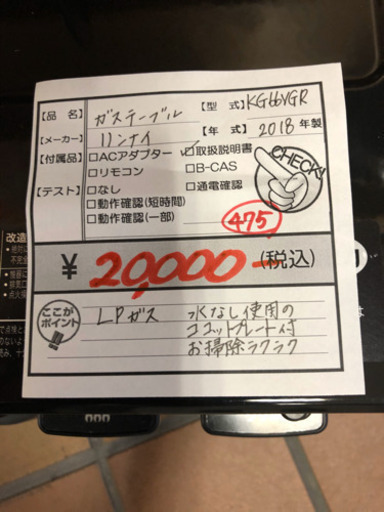 【品 名】 ガステーブル 【型 式】 KG66VGR
【メーカー】 リンナイ 【年 式】 2018年製
【付属品】 □ACアダプター ☑取扱説明書
□リモコン □B-CAS
CHECK!
【テスト】 □なし □通電確認
□動作確認(短時間)
□動作確認(一部)
475
¥ 20,000-(税込)
ここが
ポイント
LPガス 水なし使用の
ココットプレート付
お掃除ラクラク
改造